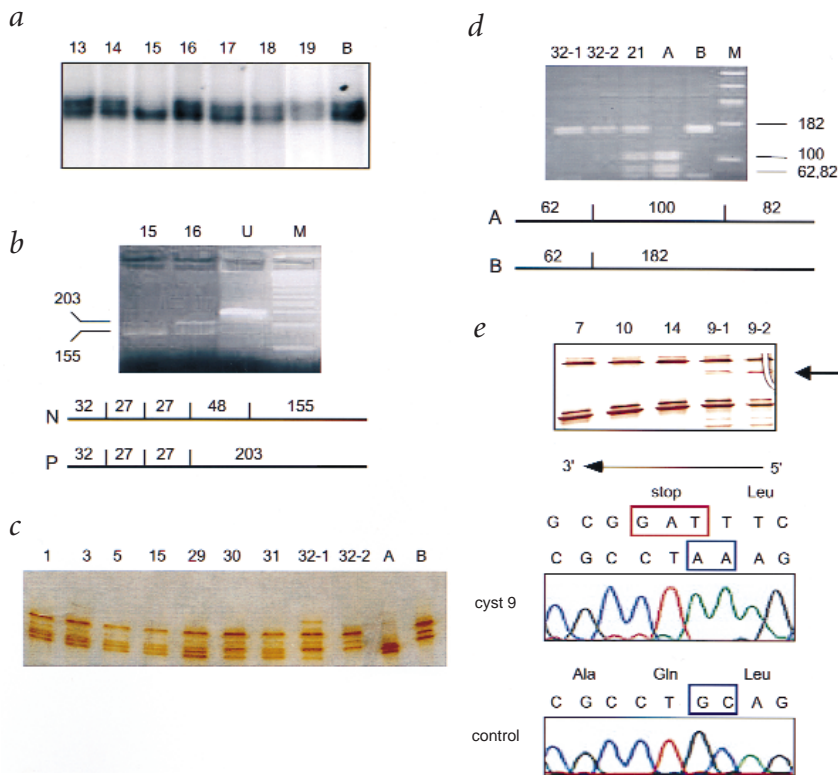 a
13 14 15 16 17 18 19 B
b
15 16 U M
203
155
N 32 27 27 48 155
P 32 27 27 203
c
1 3 5 15 29 30 31 32-1 32-2 A B
d
32-1 32-2 21 A B M
182
100
62,82
A 62 100 82
B 62 182
e
7 10 14 9-1 9-2
3' 5'
stop Leu
G C G G A T T T C
C G C C T A A A G
cyst 9
Ala Gln Leu
C G C C T G C A G
control